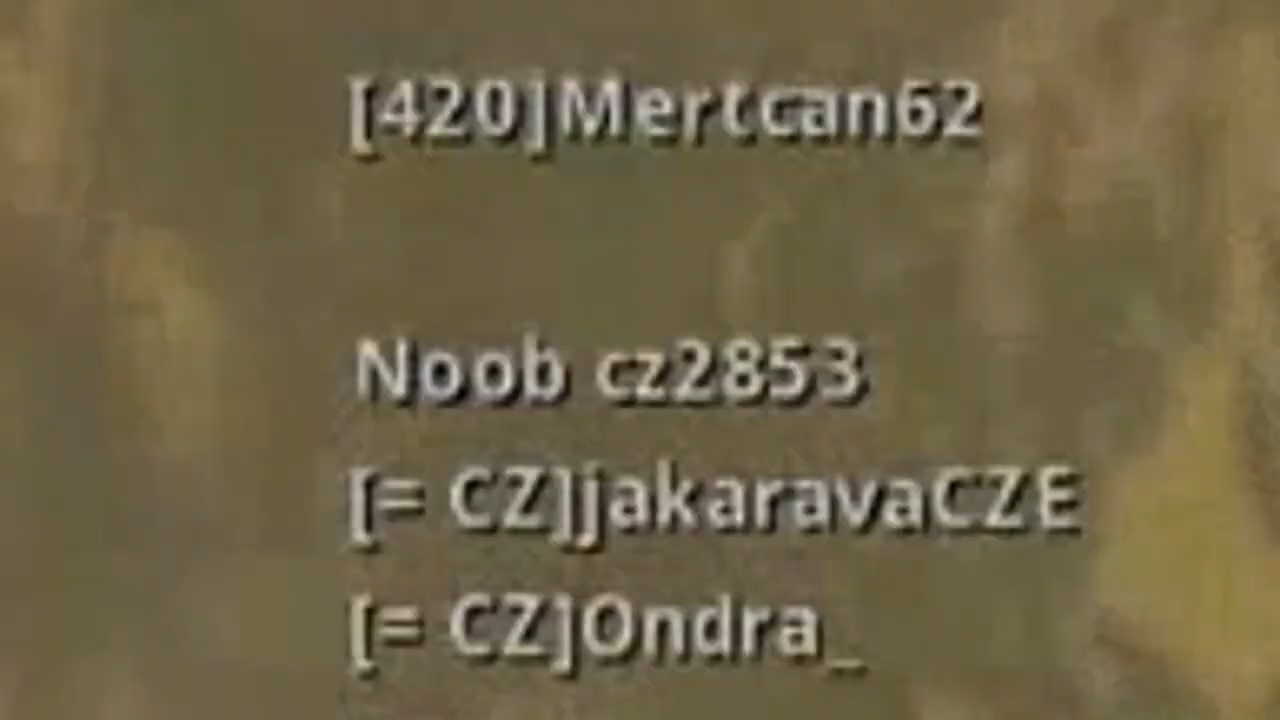 [420]Mertcan62
Noob cz2853
[= CZ]jakaravaCZE
[= CZ]Ondra_